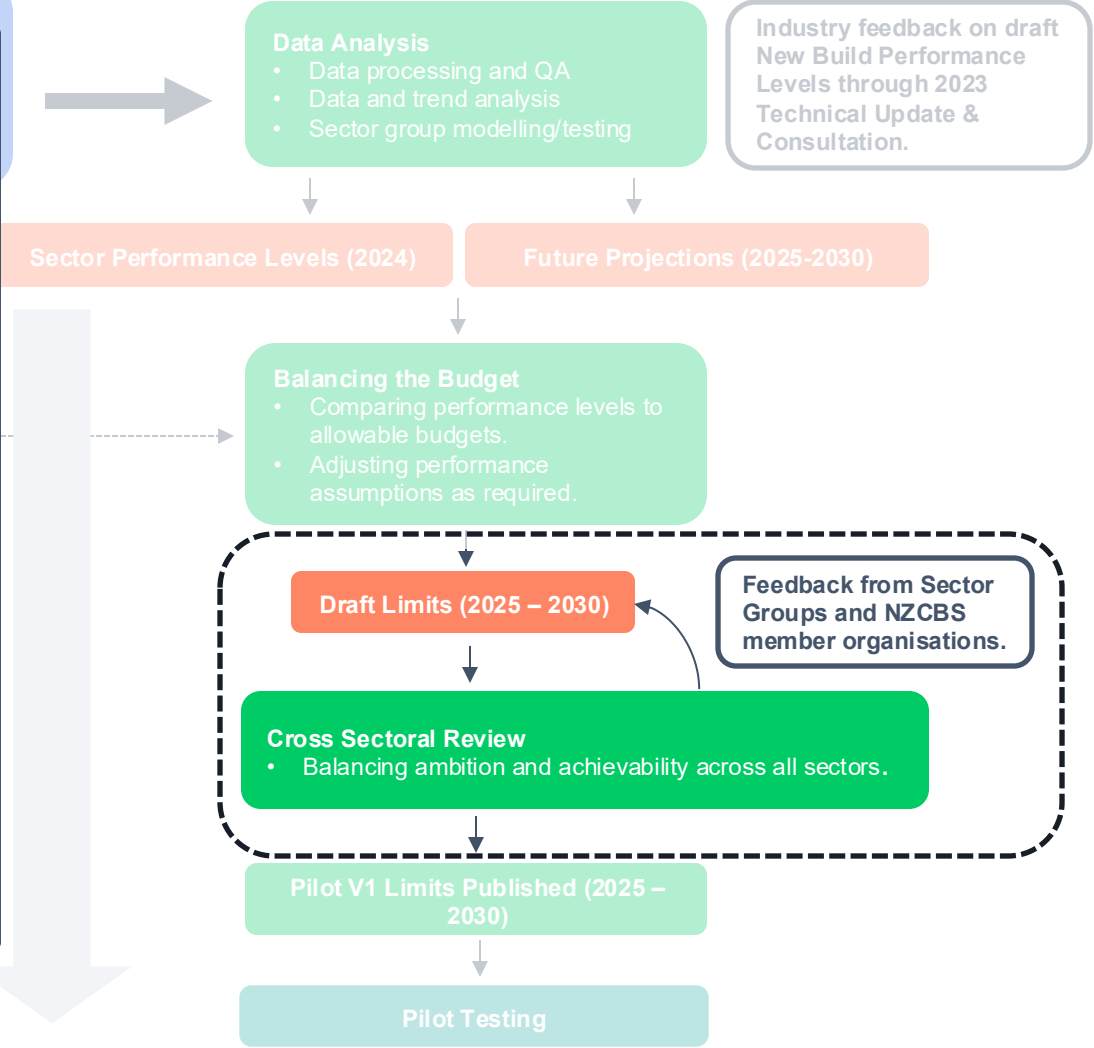 Data Analysis
• Data processing and QA
• Data and trend analysis
• Sector group modelling/testing
Industry feedback on draft
New Build Performance
Levels through 2023
Technical Update &
Consultation.
Sector Performance Levels (2024)
Future Projections (2025-2030)
Balancing the Budget
• Comparing performance levels to
allowable budgets.
• Adjusting performance
assumptions as required.
Draft Limits (2025 – 2030)
Feedback from Sector
Groups and NZCBS
member organisations.
Cross Sectoral Review
• Balancing ambition and achievability across all sectors.
Pilot V1 Limits Published (2025 –
2030)
Pilot Testing